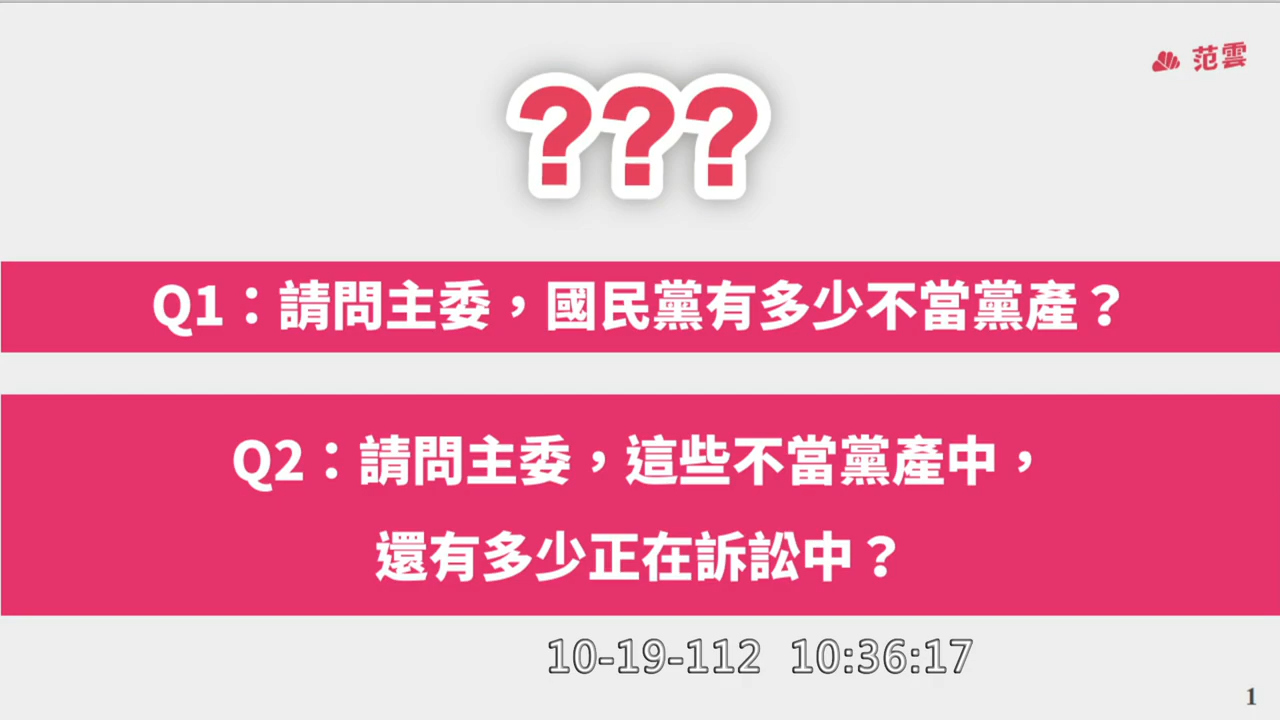 范雲
???
Q1：請問主委，國民黨有多少不當黨產？
Q2：請問主委，這些不當黨產中，
還有多少正在訴訟中？
10-19-112 10:36:17
1